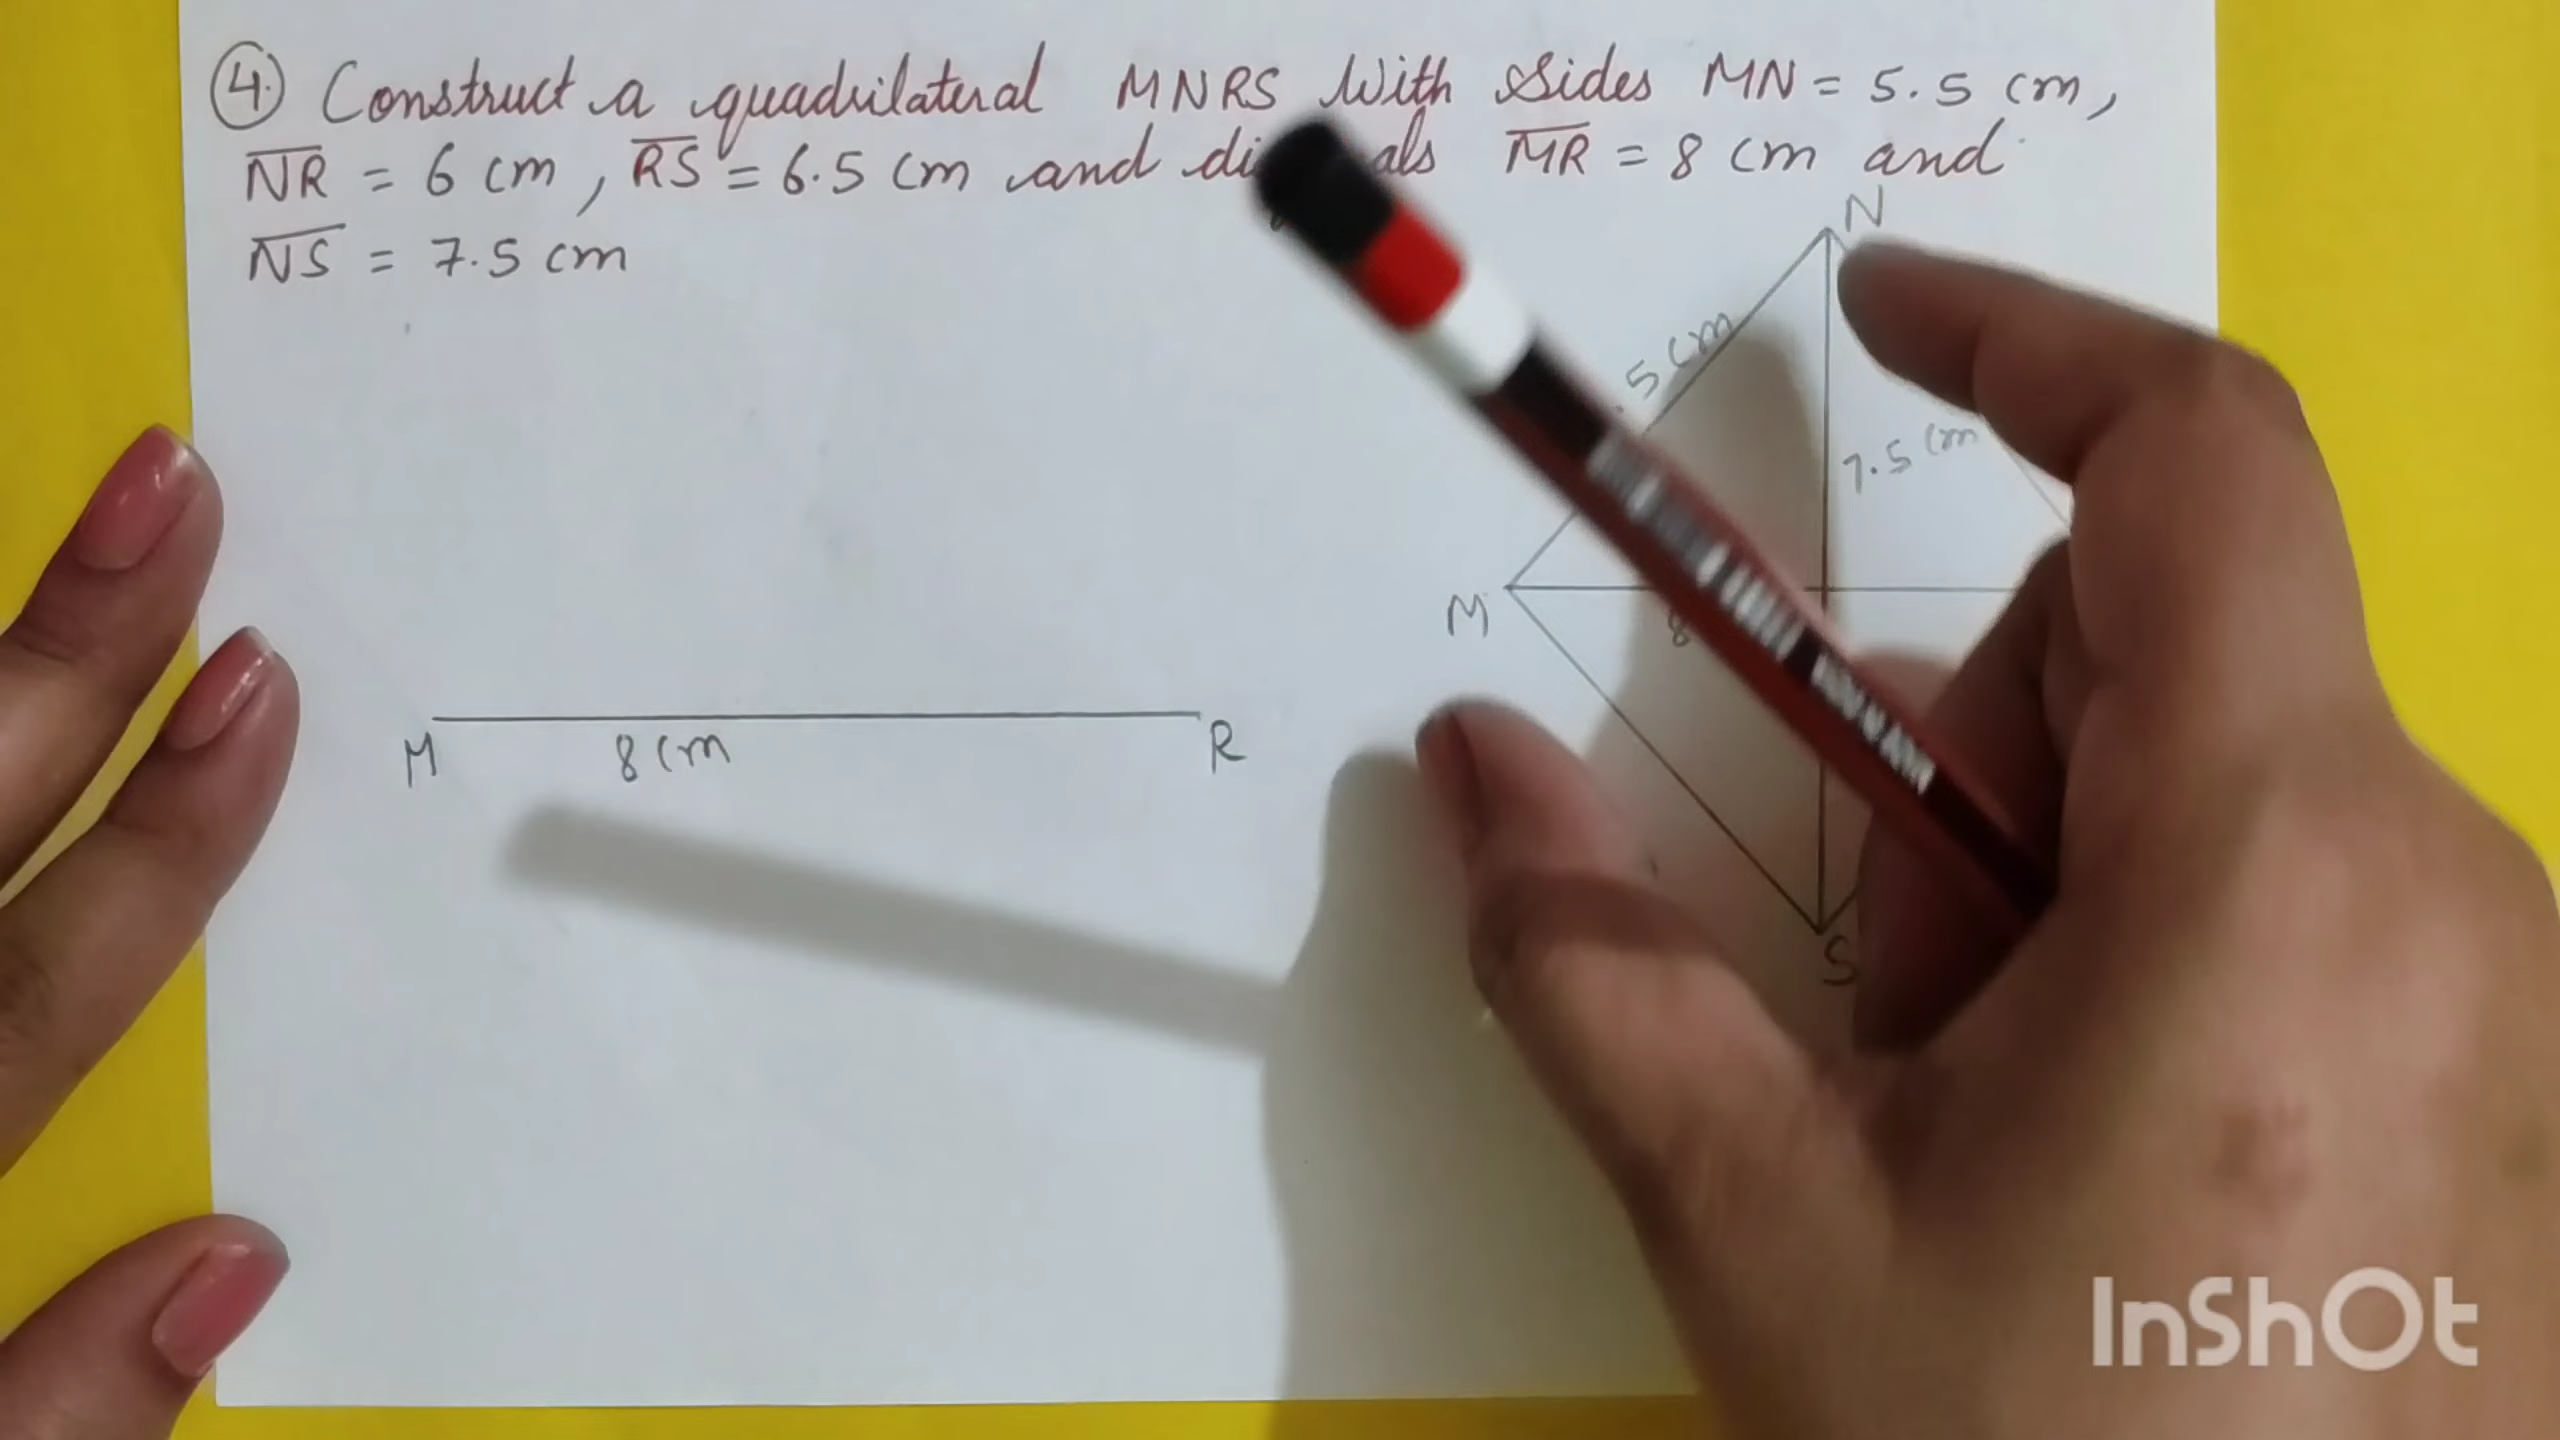 4. Construct a quadrilateral MNRS With Sides MN = 5.5 cm,
NR = 6 cm, RS = 6.5 cm and MR = 8 cm and
NS = 7.5 cm
N
5 cm
7.5 cm
M
8
S
M 8 cm R
InShOt